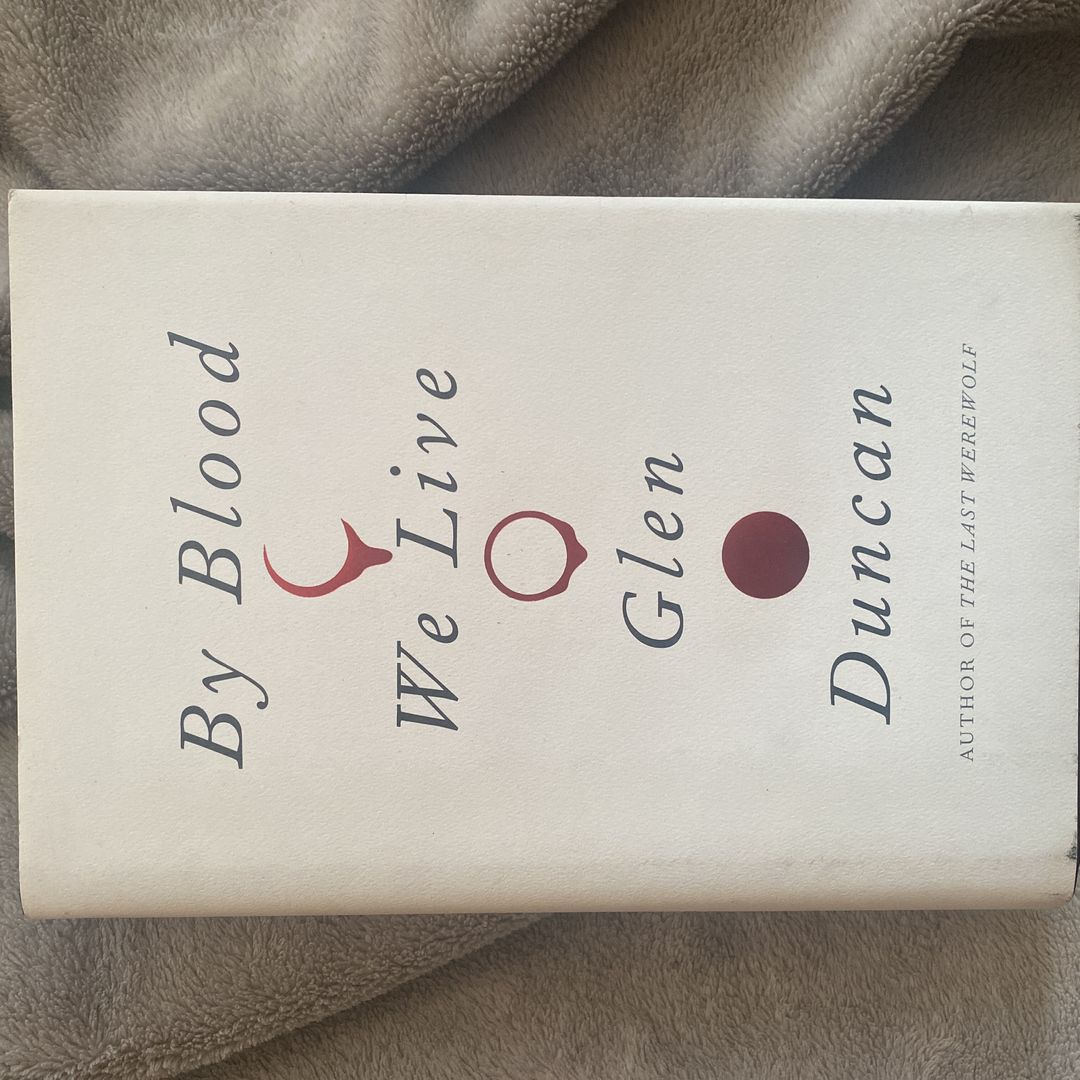 By Blood
We Live
Glen
Duncan
AUTHOR OF THE LAST WEREWOLF